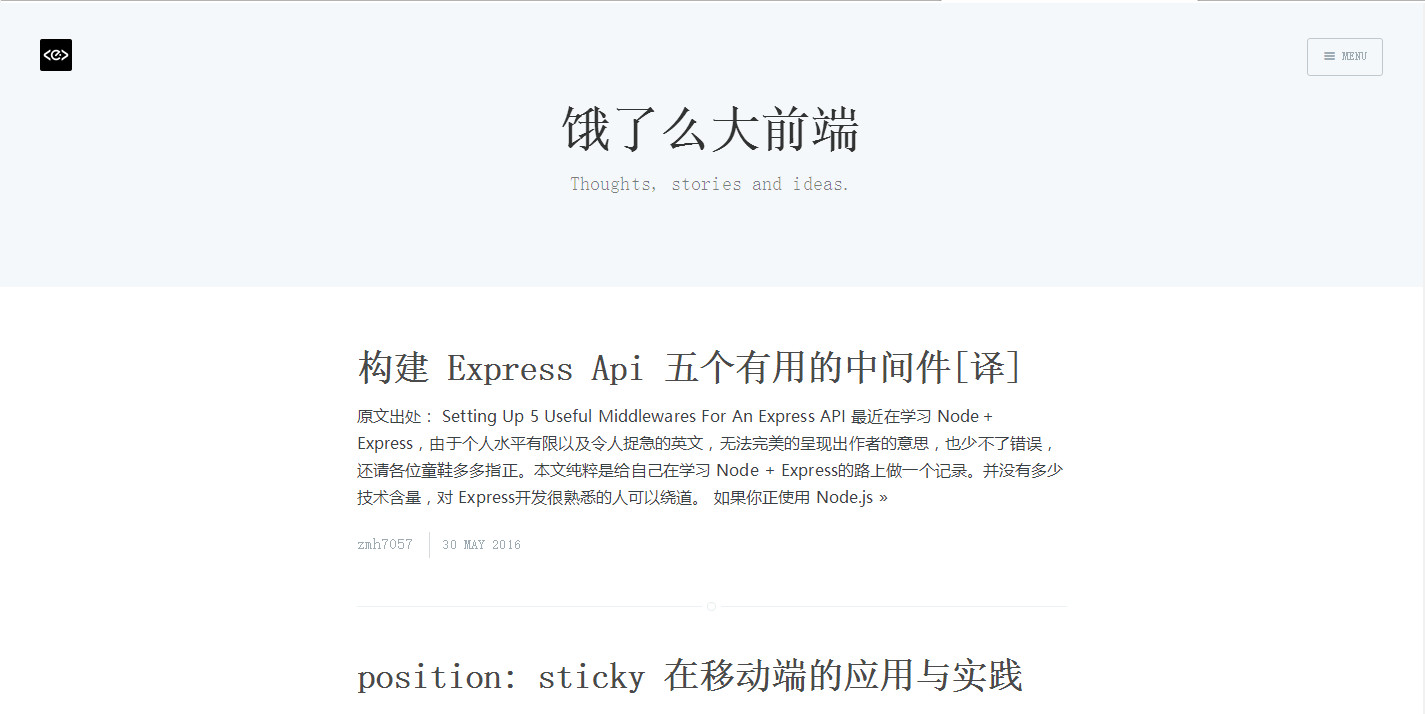 <e>
≡ MENU
饿了么大前端
Thoughts, stories and ideas.
构建 Express Api 五个有用的中间件[译]
原文出处： Setting Up 5 Useful Middlewares For An Express API 最近在学习 Node +
Express，由于个人水平有限以及令人捉急的英文，无法完美的呈现出作者的意思，也少不了错误，
还请各位童鞋多多指正。本文纯粹是给自己在学习 Node + Express的路上做一个记录。并没有多少
技术含量，对 Express开发很熟悉的人可以绕道。 如果你正使用 Node.js »
zmh7057 30 MAY 2016
position: sticky 在移动端的应用与实践